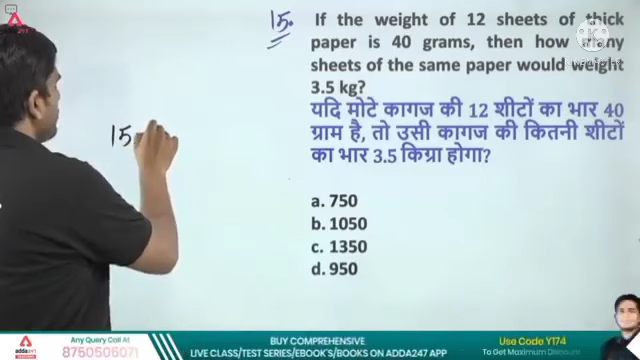 15.
If the weight of 12 sheets of thick
paper is 40 grams, then how many
sheets of the same paper would weight
3.5 kg?
यदि मोटे कागज की 12 शीटों का भार 40
ग्राम है, तो उसी कागज की कितनी शीटों
का भार 3.5 किग्रा होगा?
a. 750
b. 1050
c. 1350
d. 950
15
Any Query Call At
8750505071
BUY COMPREHENSIVE
LIVE CLASS/TEST SERIES/EBOOK'S/BOOKS ON ADDA247 APP
Use Code Y174
To Get Maximum Discount